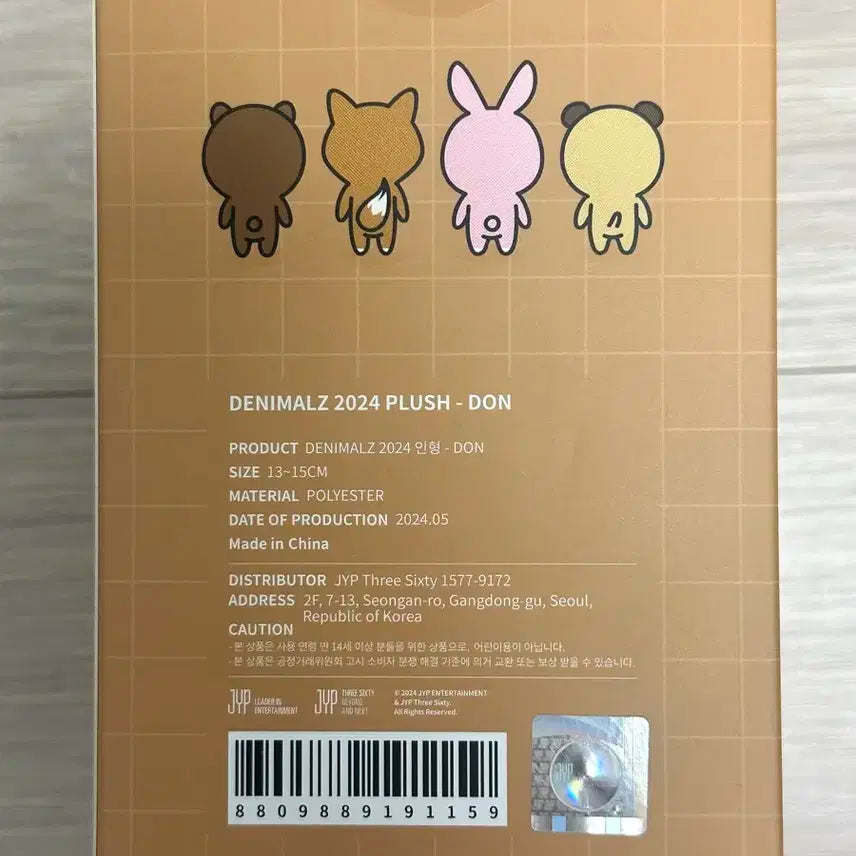 DENIMALZ 2024 PLUSH - DON
PRODUCT DENIMALZ 2024 인형 - DON
SIZE 13~15CM
MATERIAL POLYESTER
DATE OF PRODUCTION 2024.05
Made in China
DISTRIBUTOR JYP Three Sixty 1577-9172
ADDRESS 2F, 7-13, Seongan-ro, Gangdong-gu, Seoul,
Republic of Korea
CAUTION
- 본 상품은 사용 연령 만 14세 이상 분들을 위한 상품으로, 어린이용이 아닙니다.
- 본 상품은 공정거래위원회 고시 소비자 분쟁 해결 기준에 의거 교환 또는 보상 받을 수 있습니다.
JYP LEADER IN
ENTERTAINMENT
JYP THREE SIXTY
BEYOND
AND NEXT
© 2024 JYP ENTERTAINMENT
& JYP Three Sixty.
All Rights Reserved.
8809889191159
JYP